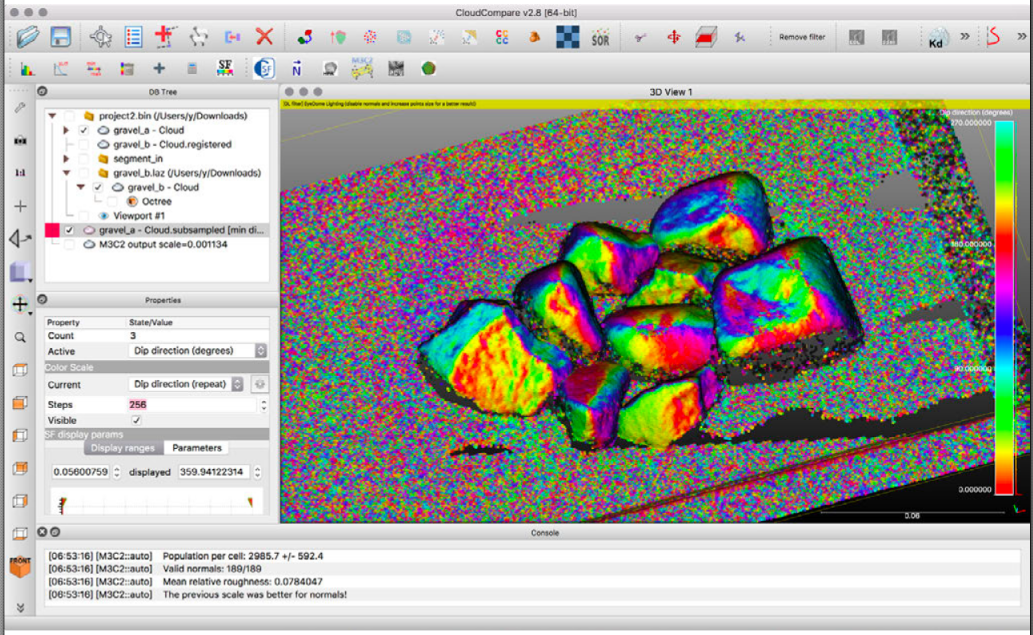 CloudCompare v2.8 [64-bit]
SOR
Remove filter
Kd
»
»
SF
N
M3C2
DB Tree
3D View 1
[GL filter] EyeDome Lighting (disable normals and increase points size for a better result)
project2.bin (/Users/y/Downloads)
gravel_a - Cloud
gravel_b - Cloud.registered
segment_in
gravel_b.laz (/Users/y/Downloads)
gravel_b - Cloud
Octree
Viewport #1
gravel_a - Cloud.subsampled [min di...
M3C2 output scale=0.001134
1:1
Dip direction (degrees)
270.000000
180.000000
90.000000
0.000000
0.06
Properties
Property State/Value
Count 3
Active Dip direction (degrees)
Color Scale
Current Dip direction (repeat)
Steps 256
Visible
SF display params
Display ranges Parameters
0.05600759 displayed 359.94122314
FRONT
Console
[06:53:16] [M3C2::auto] Population per cell: 2985.7 +/- 592.4
[06:53:16] [M3C2::auto] Valid normals: 189/189
[06:53:16] [M3C2::auto] Mean relative roughness: 0.0784047
[06:53:16] [M3C2::auto] The previous scale was better for normals!